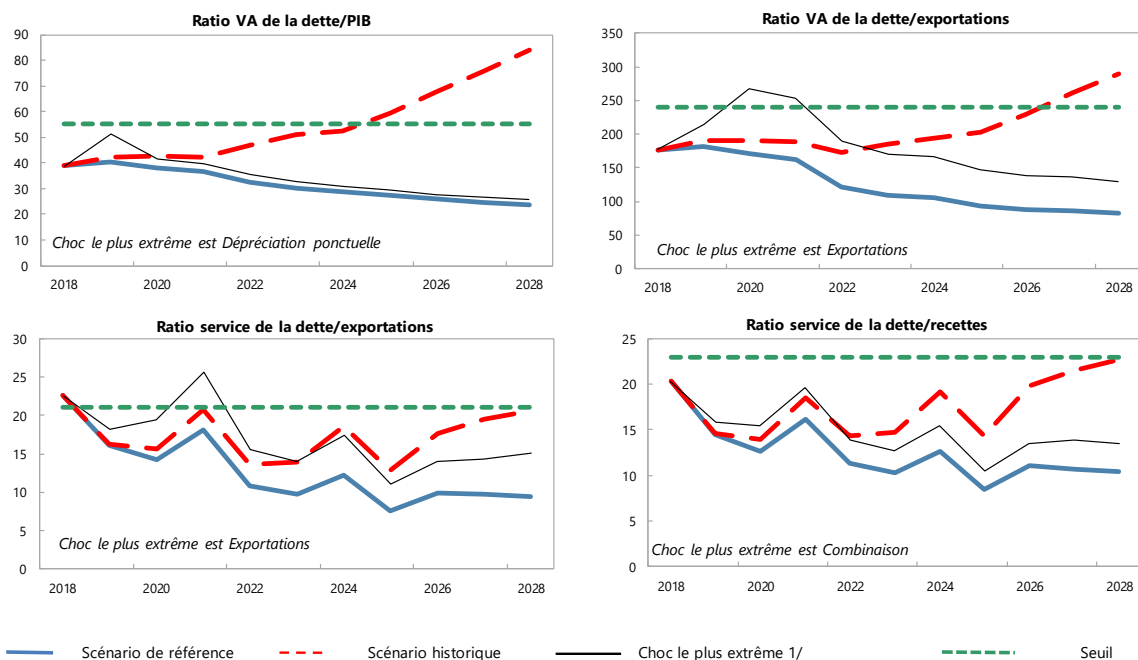 Ratio VA de la dette/PIB
90
80
70
60
50
40
30
20
10
0
Choc le plus extrême est Dépréciation ponctuelle
2018 2020 2022 2024 2026 2028
Ratio VA de la dette/exportations
350
300
250
200
150
100
50
0
Choc le plus extrême est Exportations
2018 2020 2022 2024 2026 2028
Ratio service de la dette/exportations
30
25
20
15
10
5
0
Choc le plus extrême est Exportations
2018 2020 2022 2024 2026 2028
Ratio service de la dette/recettes
25
20
15
10
5
0
Choc le plus extrême est Combinaison
2018 2020 2022 2024 2026 2028
Scénario de référence Scénario historique Choc le plus extrême 1/ Seuil